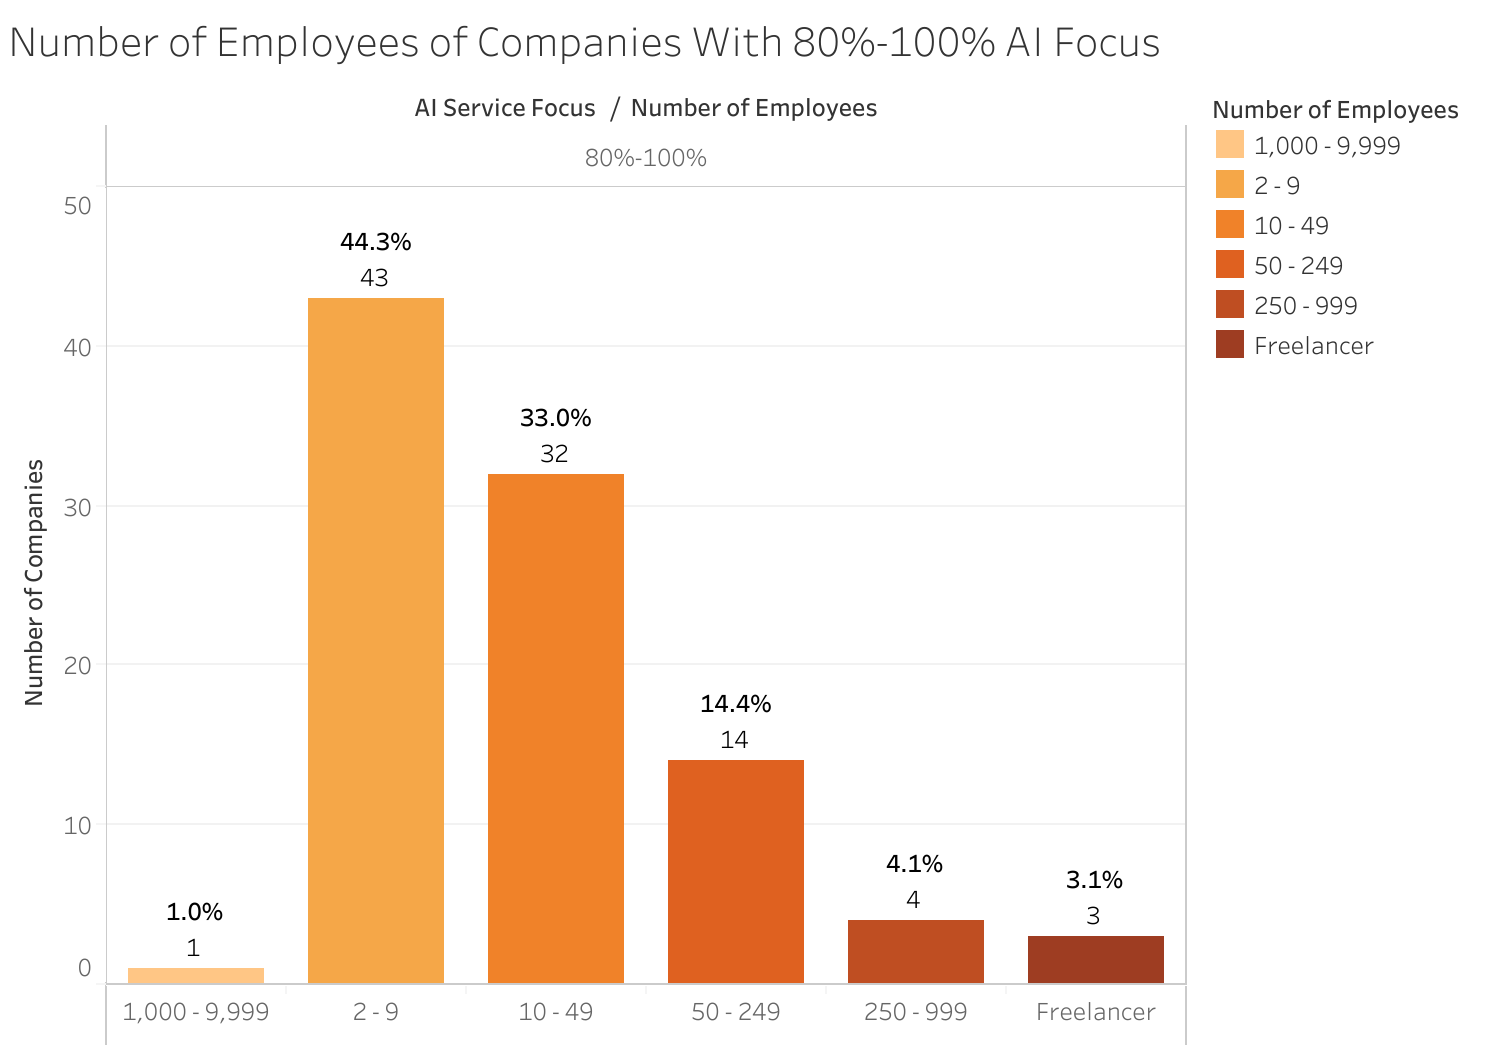 Number of Employees of Companies With 80%-100% AI Focus
AI Service Focus / Number of Employees
80%-100%
Number of Employees
1,000 - 9,999
2 - 9
10 - 49
50 - 249
250 - 999
Freelancer
Number of Companies
50
40
30
20
10
0
1.0%
1
44.3%
43
33.0%
32
14.4%
14
4.1%
4
3.1%
3
1,000 - 9,999
2 - 9
10 - 49
50 - 249
250 - 999
Freelancer